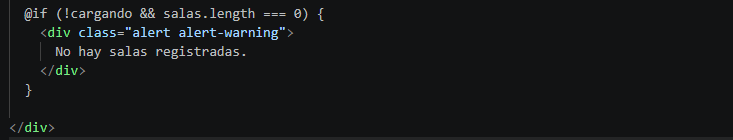 @if (!cargando && salas.length === 0) {
<div class="alert alert-warning">
No hay salas registradas.
</div>
}
</div>